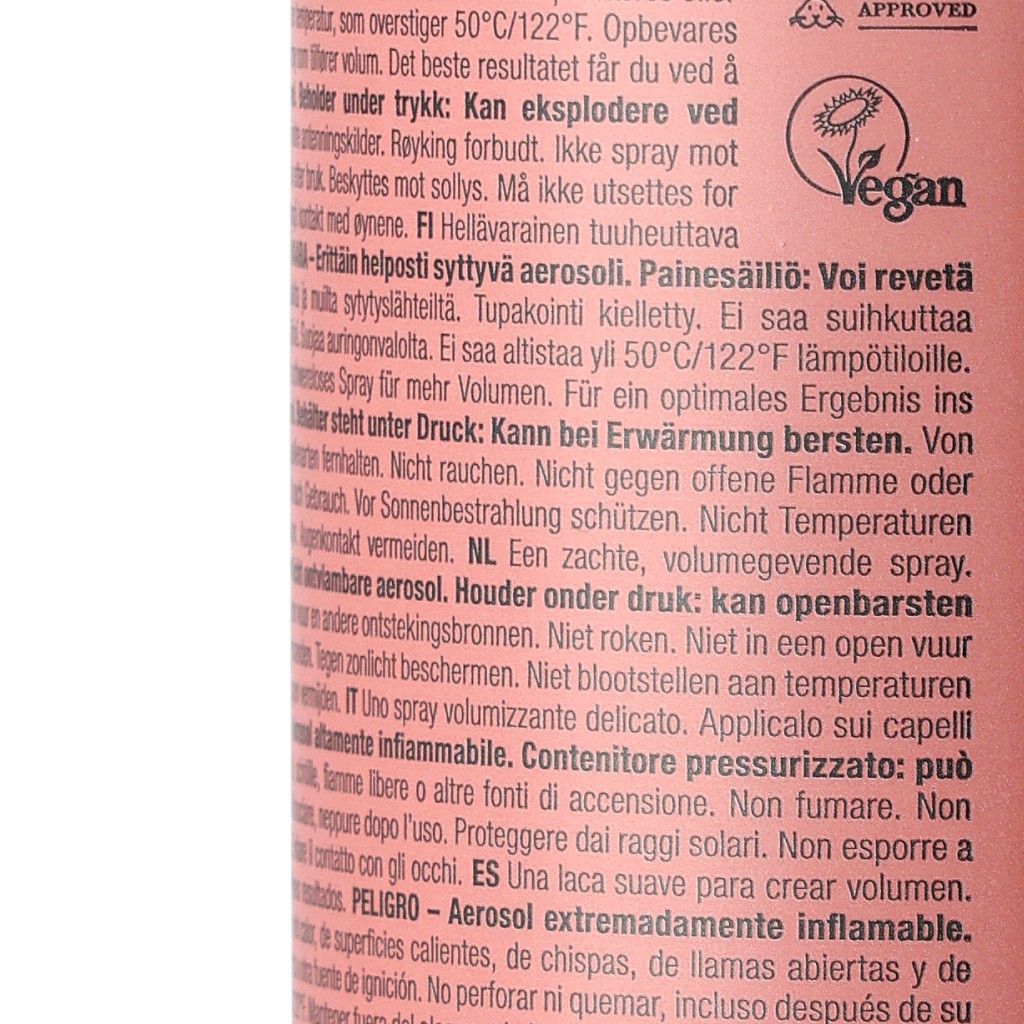 APPROVED
som overstiger 50°C/122°F. Opbevares
volum. Det beste resultatet får du ved å
Beholder under trykk: Kan eksplodere ved
antenningskilder. Røyking forbudt. Ikke spray mot
bruk. Beskyttes mot sollys. Må ikke utsettes for
kontakt med øynene. FI Hellävarainen tuuheuttava
Vegan
- Erittäin helposti syttyvä aerosoli. Painesäiliö: Voi revetä
ja muilta sytytyslähteiltä. Tupakointi kielletty. Ei saa suihkuttaa
Suojaa auringonvalolta. Ei saa altistaa yli 50°C/122°F lämpötiloille.
Spray für mehr Volumen. Für ein optimales Ergebnis ins
Behälter steht unter Druck: Kann bei Erwärmung bersten. Von
fernhalten. Nicht rauchen. Nicht gegen offene Flamme oder
Gebrauch. Vor Sonnenbestrahlung schützen. Nicht Temperaturen
Augenkontakt vermeiden. NL Een zachte, volumegevende spray.
ontvlambare aerosol. Houder onder druk: kan openbarsten
vuur en andere ontstekingsbronnen. Niet roken. Niet in een open vuur
Tegen zonlicht beschermen. Niet blootstellen aan temperaturen
vermijden. IT Uno spray volumizzante delicato. Applicalo sui capelli
altamente infiammabile. Contenitore pressurizzato: può
fiamme libere o altre fonti di accensione. Non fumare. Non
neppure dopo l'uso. Proteggere dai raggi solari. Non esporre a
il contatto con gli occhi. ES Una laca suave para crear volumen.
resultados. PELIGRO – Aerosol extremadamente inflamable.
calor, de superficies calientes, de chispas, de llamas abiertas y de
fuente de ignición. No perforar ni quemar, incluso después de su
Mantener fuera del